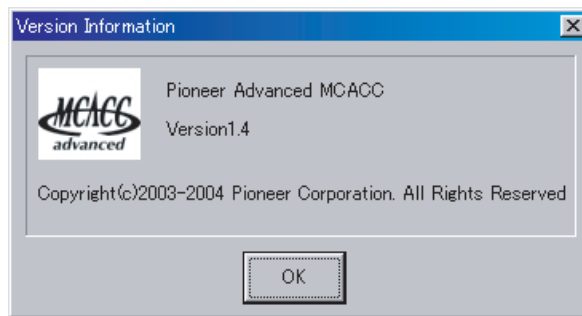 Version Information
MCACC
advanced
Pioneer Advanced MCACC
Version1.4
Copyright(c)2003-2004 Pioneer Corporation. All Rights Reserved
OK